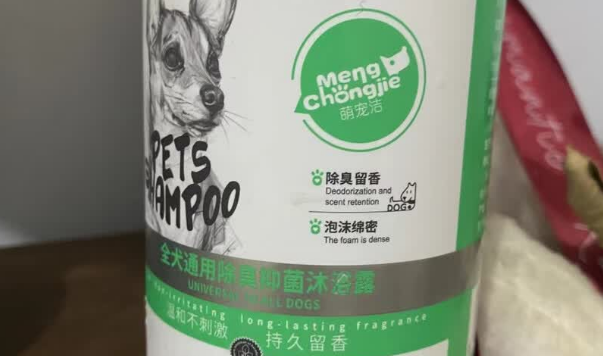 Meng
Chongjie
萌宠洁
PETS
SHAMPOO
除臭留香
Deodorization and
scent retention
DOG
泡沫绵密
The foam is dense
全犬通用除臭抑菌沐浴露
UNIVERSAL ALL DOGS
non-irritating long-lasting fragrance
温和不刺激
持久留香